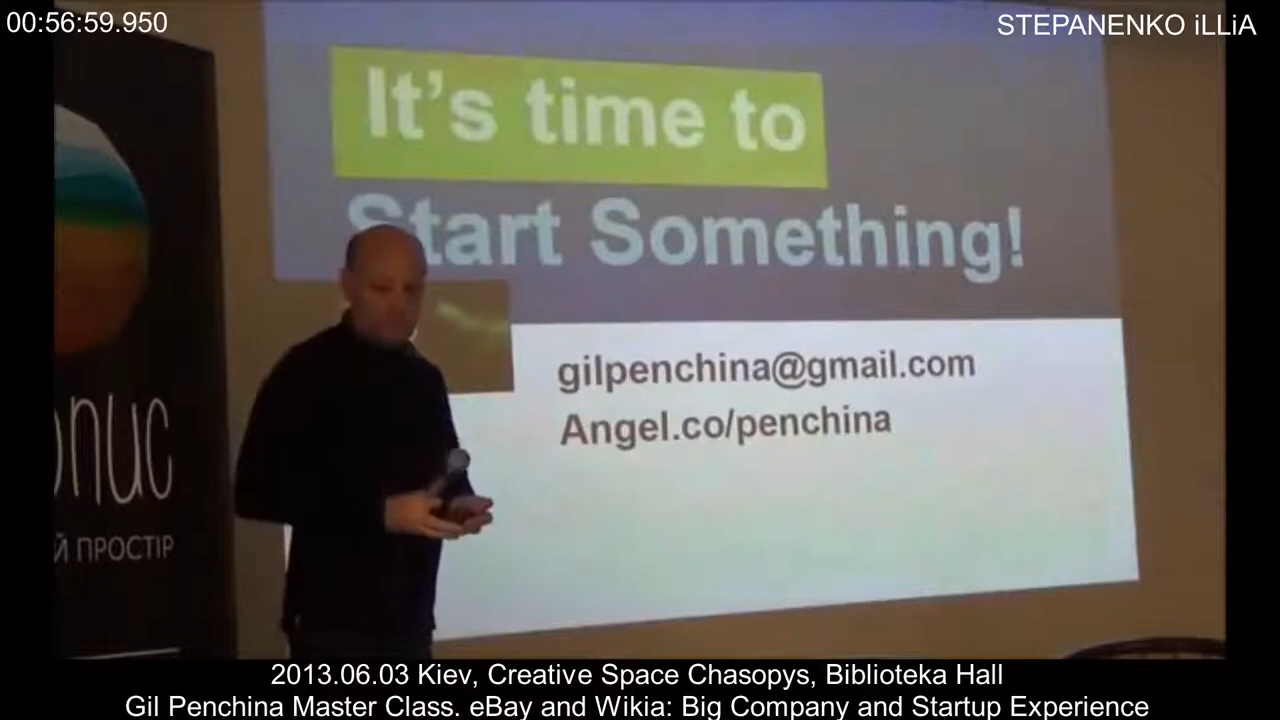 00:56:59.950
STEPANENKO iLLiA
It's time to
Start Something!
gilpenchina@gmail.com
Angel.co/penchina
ПРОСТІР
2013.06.03 Kiev, Creative Space Chasopys, Biblioteka Hall
Gil Penchina Master Class. eBay and Wikia: Big Company and Startup Experience